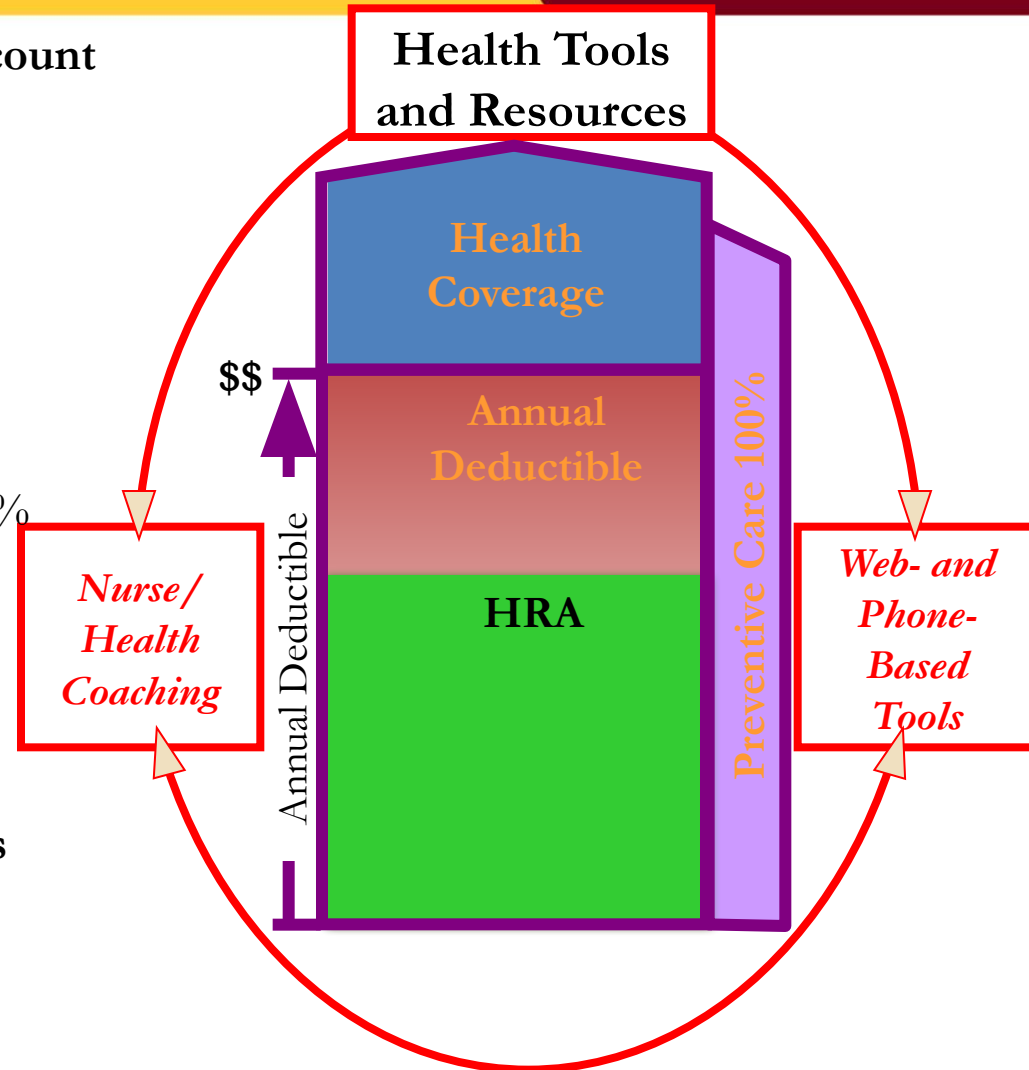 count
Health Tools
and Resources
Health
Coverage
$$
Annual
Deductible
%
Nurse/
Health
Coaching
Annual Deductible
HRA
Preventive Care 100%
Web- and
Phone-
Based
Tools
s